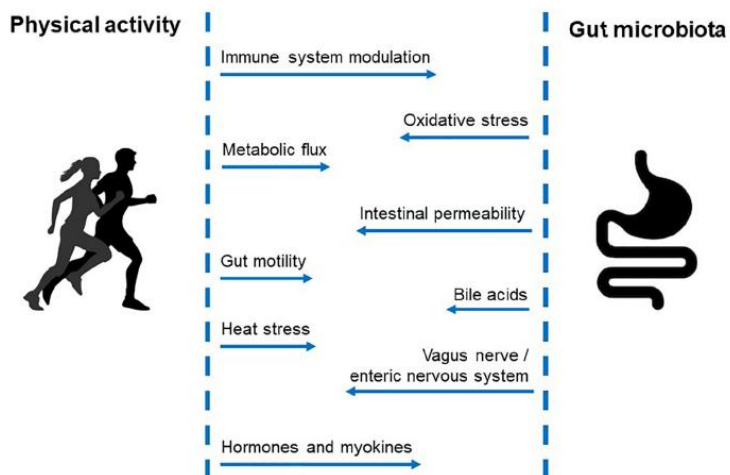 Physical activity
Gut microbiota
Immune system modulation
Oxidative stress
Metabolic flux
Intestinal permeability
Gut motility
Bile acids
Heat stress
Vagus nerve /
enteric nervous system
Hormones and myokines